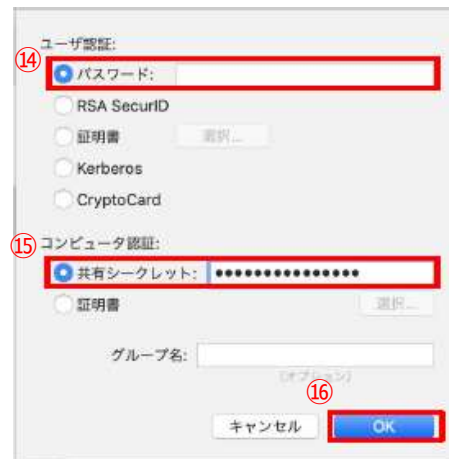 ユーザ認証:
⑭
パスワード:
RSA SecurID
証明書 選択...
Kerberos
CryptoCard
⑮ コンピュータ認証:
共有シークレット: ●●●●●●●●●●●●●●●
証明書 選択...
グループ名:
(オプション)
⑯
キャンセル OK